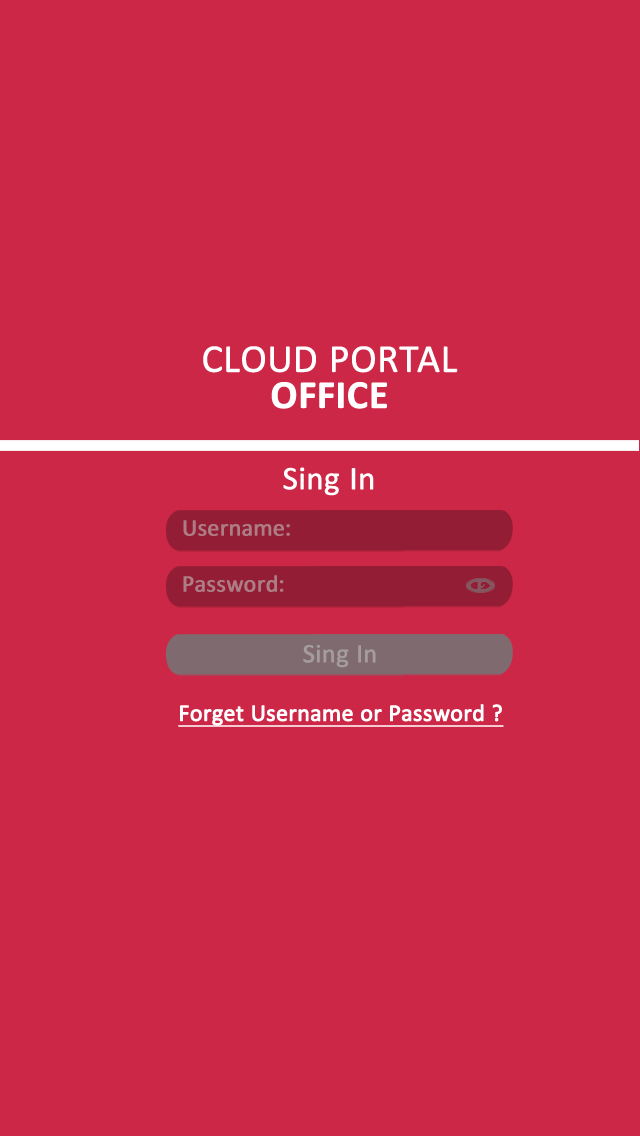 CLOUD PORTAL
OFFICE
Sing In
Username:
Password:
Sing In
Forget Username or Password ?